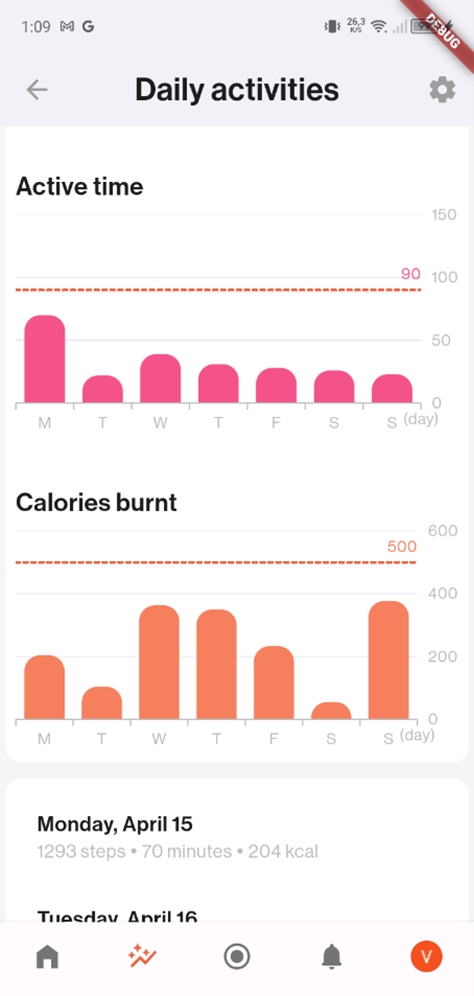 1:09 M G 26,3 K/S
DEBUG
Daily activities
Active time
150
90 100
50
0
M T W T F S S (day)
Calories burnt
600
500
400
200
0
M T W T F S S (day)
Monday, April 15
1293 steps • 70 minutes • 204 kcal
Tuesday, April 16
V